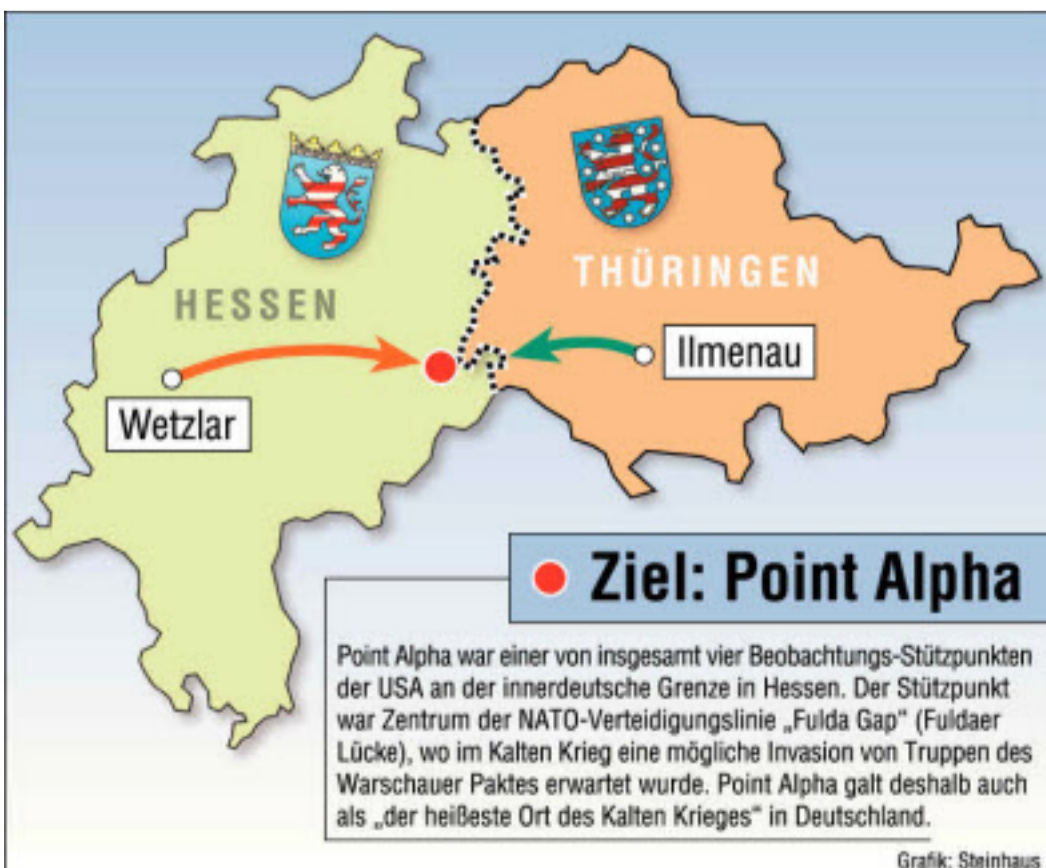 HESSEN
THÜRINGEN
Ilmenau
Wetzlar
Ziel: Point Alpha
Point Alpha war einer von insgesamt vier Beobachtungs-Stützpunkten
der USA an der innerdeutsche Grenze in Hessen. Der Stützpunkt
war Zentrum der NATO-Verteidigungslinie „Fulda Gap“ (Fuldaer
Lücke), wo im Kalten Krieg eine mögliche Invasion von Truppen des
Warschauer Paktes erwartet wurde. Point Alpha galt deshalb auch
als „der heißeste Ort des Kalten Krieges“ in Deutschland.
Grafik: Steinhaus